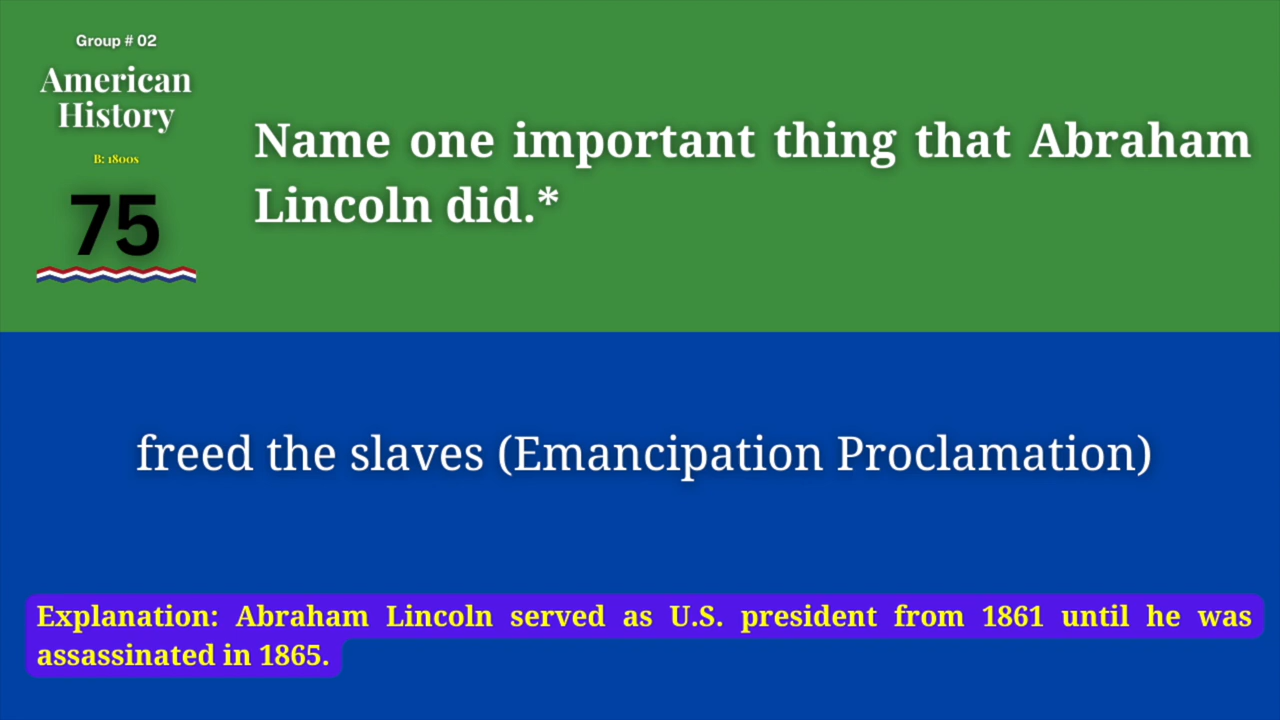 Group # 02
American
History
B: 1800s
75
Name one important thing that Abraham
Lincoln did.*
freed the slaves (Emancipation Proclamation)
Explanation: Abraham Lincoln served as U.S. president from 1861 until he was
assassinated in 1865.